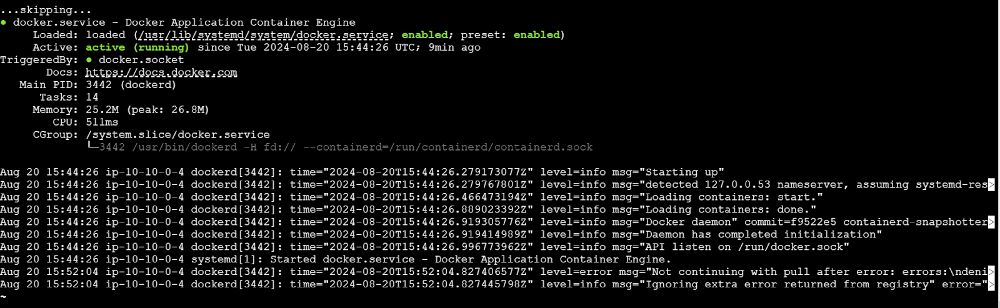 ...skipping...
● docker.service - Docker Application Container Engine
Loaded: loaded (/usr/lib/systemd/system/docker.service; enabled; preset: enabled)
Active: active (running) since Tue 2024-08-20 15:44:26 UTC; 9min ago
TriggeredBy: ● docker.socket
Docs: https://docs.docker.com
Main PID: 3442 (dockerd)
Tasks: 14
Memory: 25.2M (peak: 26.8M)
CPU: 511ms
CGroup: /system.slice/docker.service
└─3442 /usr/bin/dockerd -H fd:// --containerd=/run/containerd/containerd.sock
Aug 20 15:44:26 ip-10-10-0-4 dockerd[3442]: time="2024-08-20T15:44:26.279173077Z" level=info msg="Starting up"
Aug 20 15:44:26 ip-10-10-0-4 dockerd[3442]: time="2024-08-20T15:44:26.279767801Z" level=info msg="detected 127.0.0.53 nameserver, assuming systemd-res>
Aug 20 15:44:26 ip-10-10-0-4 dockerd[3442]: time="2024-08-20T15:44:26.466473194Z" level=info msg="Loading containers: start."
Aug 20 15:44:26 ip-10-10-0-4 dockerd[3442]: time="2024-08-20T15:44:26.889023392Z" level=info msg="Loading containers: done."
Aug 20 15:44:26 ip-10-10-0-4 dockerd[3442]: time="2024-08-20T15:44:26.919305776Z" level=info msg="Docker daemon" commit=f9522e5 containerd-snapshotter>
Aug 20 15:44:26 ip-10-10-0-4 dockerd[3442]: time="2024-08-20T15:44:26.919414989Z" level=info msg="Daemon has completed initialization"
Aug 20 15:44:26 ip-10-10-0-4 dockerd[3442]: time="2024-08-20T15:44:26.996773962Z" level=info msg="API listen on /run/docker.sock"
Aug 20 15:44:26 ip-10-10-0-4 systemd[1]: Started docker.service - Docker Application Container Engine.
Aug 20 15:52:04 ip-10-10-0-4 dockerd[3442]: time="2024-08-20T15:52:04.827406577Z" level=error msg="Not continuing with pull after error: errors:\ndeni>
Aug 20 15:52:04 ip-10-10-0-4 dockerd[3442]: time="2024-08-20T15:52:04.827445798Z" level=info msg="Ignoring extra error returned from registry" error=">
~